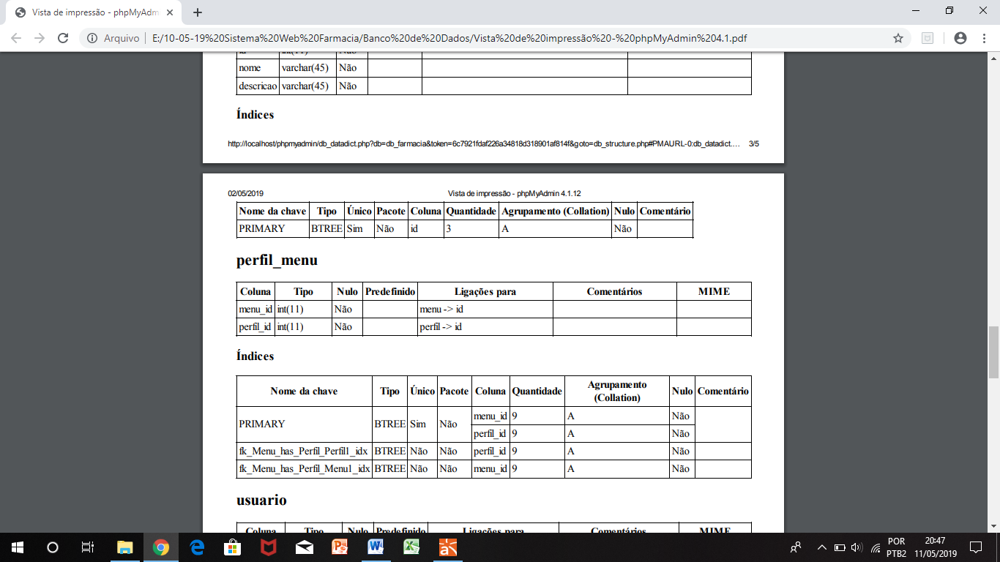 Vista de impressão - phpMyAdm
Arquivo | E:/10-05-19%20Sistema%20Web%20Farmacia/Banco%20de%20Dados/Vista%20de%20impressão%20-%20phpMyAdmin%204.1.pdf
id int(11) Não
nome varchar(45) Não
descricao varchar(45) Não
Índices
http://localhost/phpmyadmin/db_datadict.php?db=db_farmacia&token=6c7921fdaf226a34818d318901af814f&goto=db_structure.php#PMAURL-0:db_datadict.… 3/5
02/05/2019 Vista de impressão - phpMyAdmin 4.1.12
Nome da chave Tipo Único Pacote Coluna Quantidade Agrupamento (Collation) Nulo Comentário
PRIMARY BTREE Sim Não id 3 A Não
perfil_menu
Coluna Tipo Nulo Predefinido Ligações para Comentários MIME
menu_id int(11) Não menu -> id
perfil_id int(11) Não perfil -> id
Índices
Nome da chave Tipo Único Pacote Coluna Quantidade Agrupamento (Collation) Nulo Comentário
PRIMARY BTREE Sim Não menu_id 9 A Não
perfil_id 9 A Não
fk_Menu_has_Perfil_Perfil1_idx BTREE Não Não perfil_id 9 A Não
fk_Menu_has_Perfil_Menu1_idx BTREE Não Não menu_id 9 A Não
usuario
Coluna Tipo Nulo Predefinido Ligações para Comentários MIME
POR 20:47
PTB2 11/05/2019